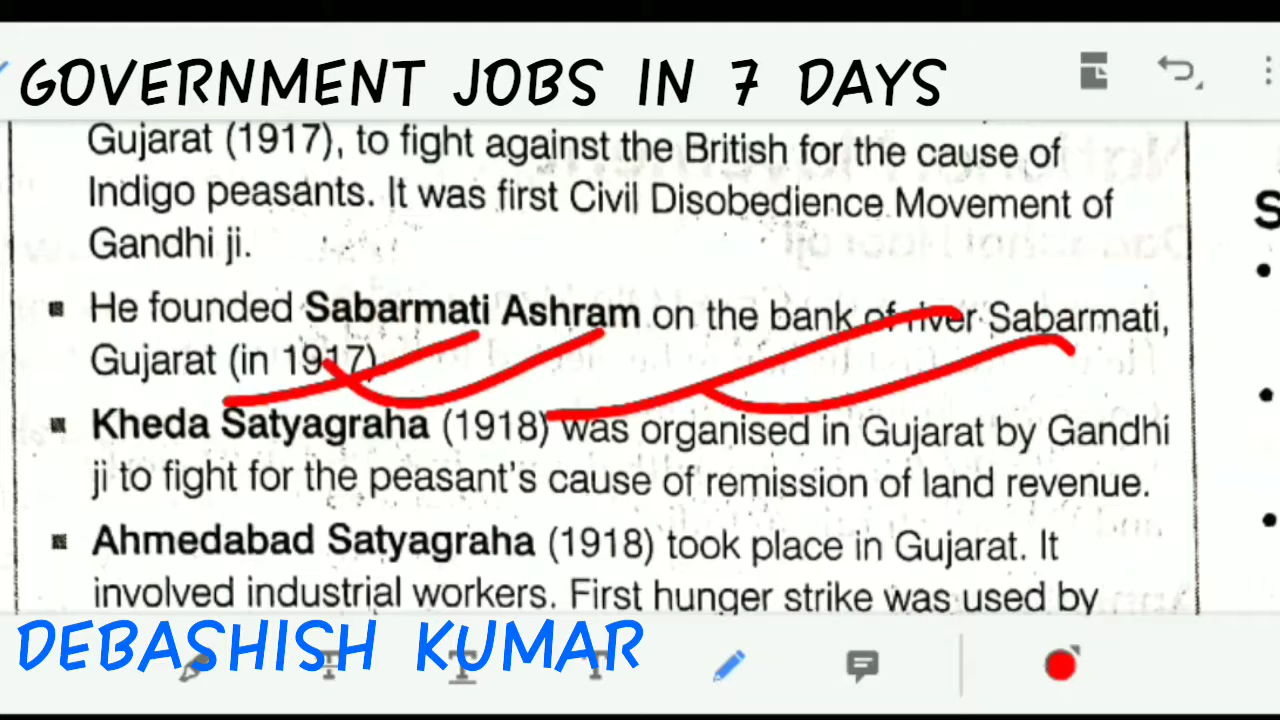 GOVERNMENT JOBS IN 7 DAYS
Gujarat (1917), to fight against the British for the cause of
Indigo peasants. It was first Civil Disobedience Movement of
Gandhi ji.
He founded Sabarmati Ashram on the bank of river Sabarmati,
Gujarat (in 1917)
Kheda Satyagraha (1918) was organised in Gujarat by Gandhi
ji to fight for the peasant's cause of remission of land revenue.
Ahmedabad Satyagraha (1918) took place in Gujarat. It
involved industrial workers. First hunger strike was used by
DEBASHISH KUMAR